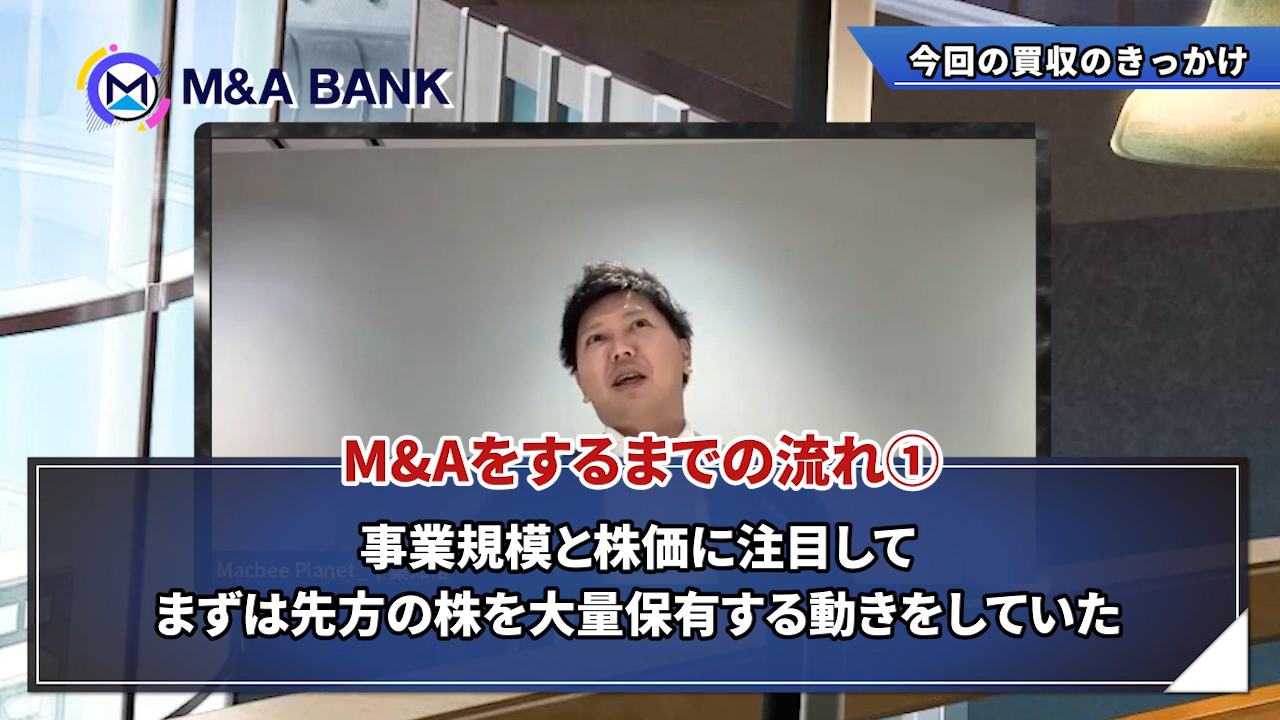 M&A BANK
今回の買収のきっかけ
M&Aをするまでの流れ①
事業規模と株価に注目して
Macbee Planet_
まずは先方の株を大量保有する動きをしていた